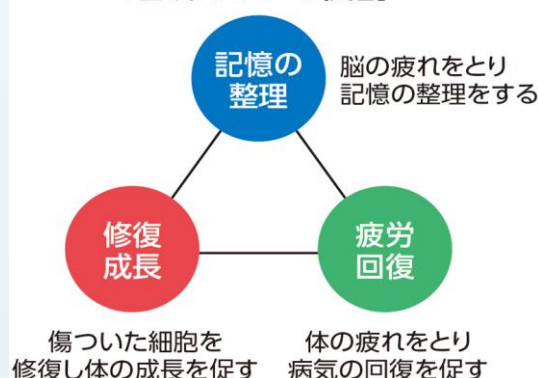 記憶の
整理
脳の疲れをとり
記憶の整理をする
修復
成長
疲労
回復
傷ついた細胞を
修復し体の成長を促す
体の疲れをとり
病気の回復を促す